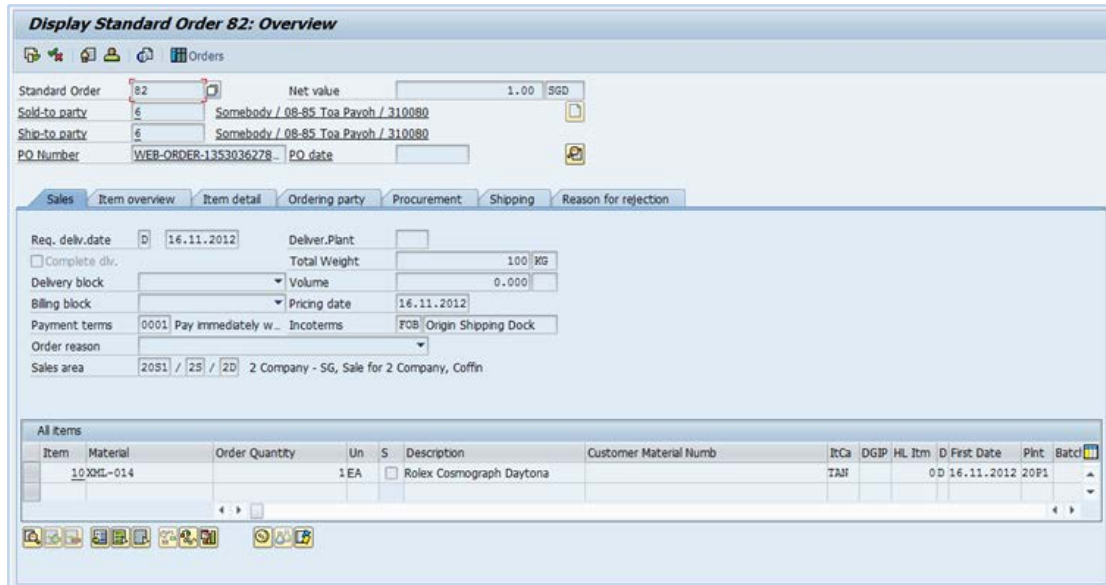 Display Standard Order 82: Overview
Orders
Standard Order 82 Net value 1.00 SGD
Sold-to party 6 Somebody / 08-85 Toa Payoh / 310080
Ship-to party 6 Somebody / 08-85 Toa Payoh / 310080
PO Number WEB-ORDER-1353036278… PO date
Sales Item overview Item detail Ordering party Procurement Shipping Reason for rejection
Req. deliv.date D 16.11.2012 Deliver.Plant
Complete dlv. Total Weight 100 KG
Delivery block Volume 0.000
Billing block Pricing date 16.11.2012
Payment terms 0001 Pay immediately w… Incoterms FOB Origin Shipping Dock
Order reason
Sales area 20S1 / 2S / 2D 2 Company - SG, Sale for 2 Company, Coffin
All items
Item Material Order Quantity Un S Description Customer Material Numb ItCa DGIP HL Itm D First Date Plnt Batch
10 XML-014 1 EA Rolex Cosmograph Daytona TAN 0 D 16.11.2012 20P1